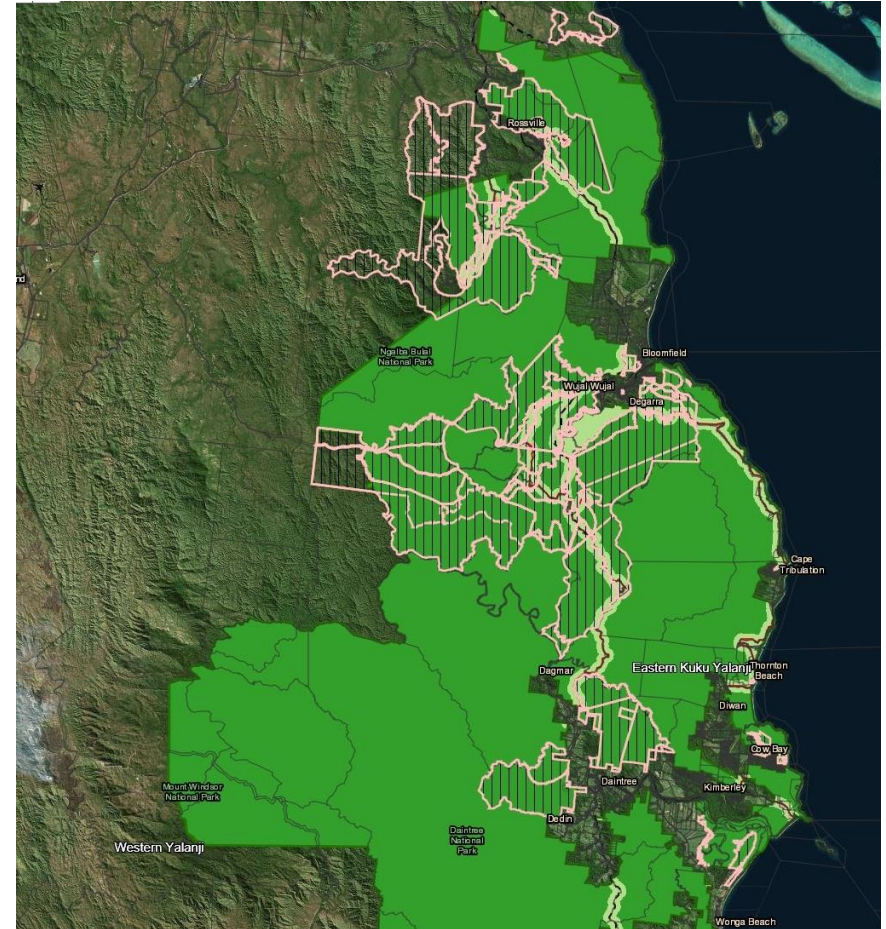 Rossville
nd
Ngalba Bulal
National Park
Bloomfield
Wujal Wujal
Degarra
Cape
Tribulation
Dagmar
Eastern Kuku Yalanji
Thornton
Beach
Diwan
Cow Bay
Mount Windsor
National Park
Daintree
Kimberley
Dedin
Daintree
National
Park
Western Yalanji
Wonga Beach